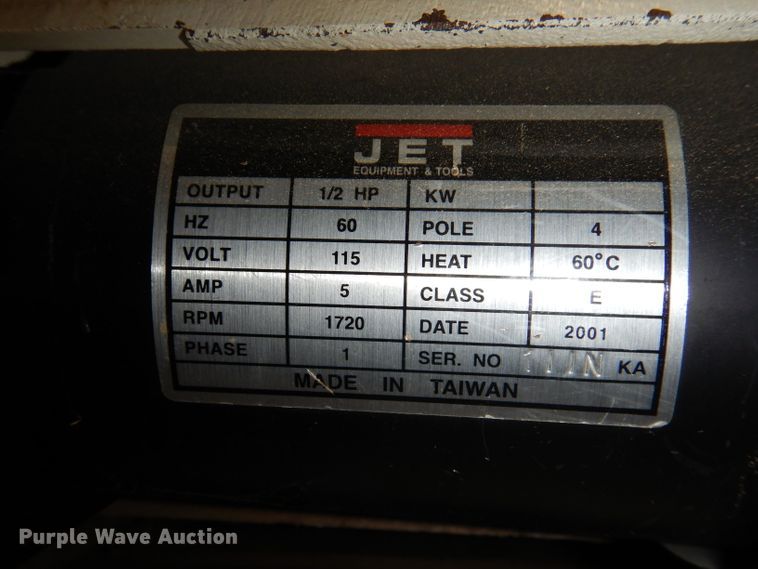 JET
EQUIPMENT & TOOLS
OUTPUT 1/2 HP KW
HZ 60 POLE 4
VOLT 115 HEAT 60°C
AMP 5 CLASS E
RPM 1720 DATE 2001
PHASE 1 SER. NO KA
MADE IN TAIWAN
Purple Wave Auction